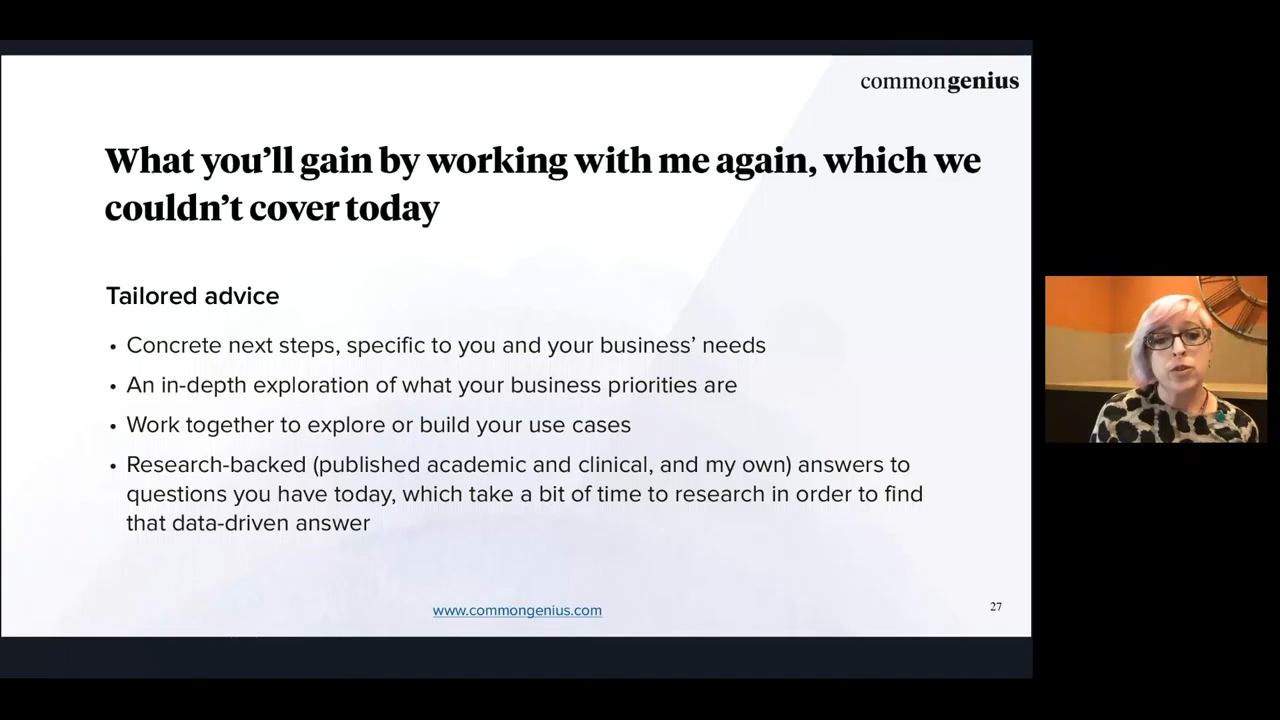 commongenius
What you’ll gain by working with me again, which we
couldn’t cover today
Tailored advice
• Concrete next steps, specific to you and your business’ needs
• An in-depth exploration of what your business priorities are
• Work together to explore or build your use cases
• Research-backed (published academic and clinical, and my own) answers to
questions you have today, which take a bit of time to research in order to find
that data-driven answer
www.commongenius.com
27